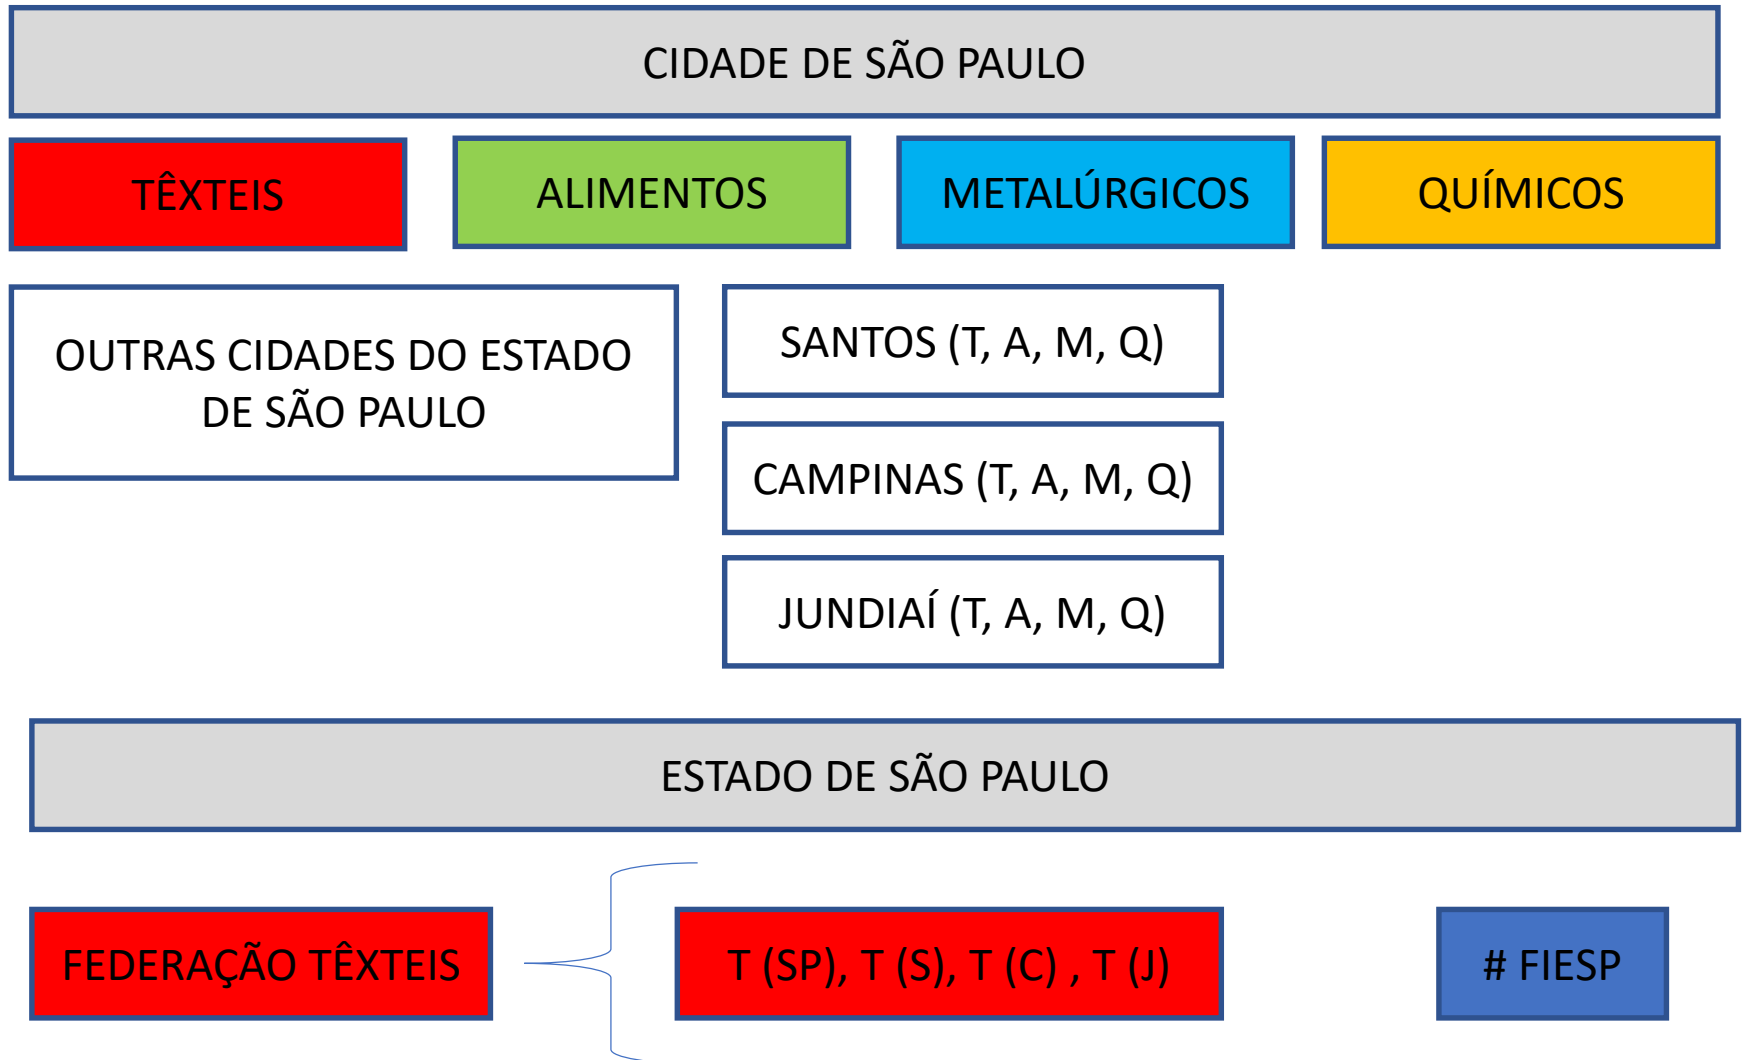 CIDADE DE SÃO PAULO
TÊXTEIS
ALIMENTOS
METALÚRGICOS
QUÍMICOS
OUTRAS CIDADES DO ESTADO
DE SÃO PAULO
SANTOS (T, A, M, Q)
CAMPINAS (T, A, M, Q)
JUNDIAÍ (T, A, M, Q)
ESTADO DE SÃO PAULO
FEDERAÇÃO TÊXTEIS
T (SP), T (S), T (C) , T (J)
# FIESP